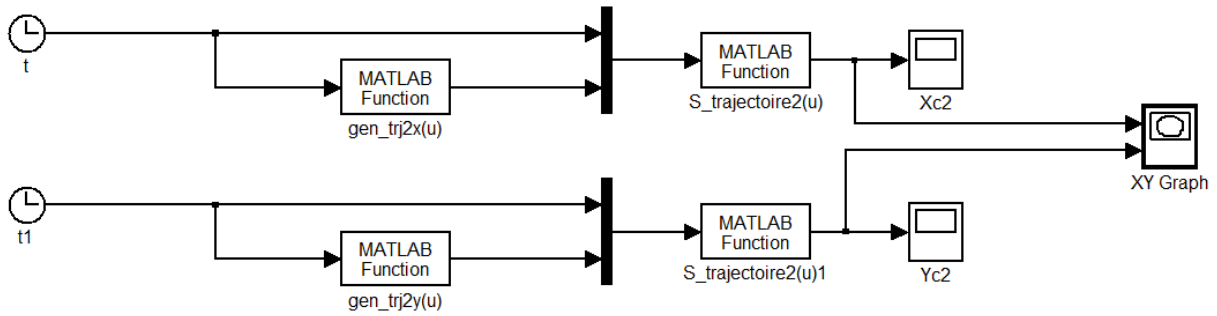 t
MATLAB
Function
gen_trj2x(u)
MATLAB
Function
S_trajectoire2(u)
Xc2
XY Graph
t1
MATLAB
Function
gen_trj2y(u)
MATLAB
Function
S_trajectoire2(u)1
Yc2